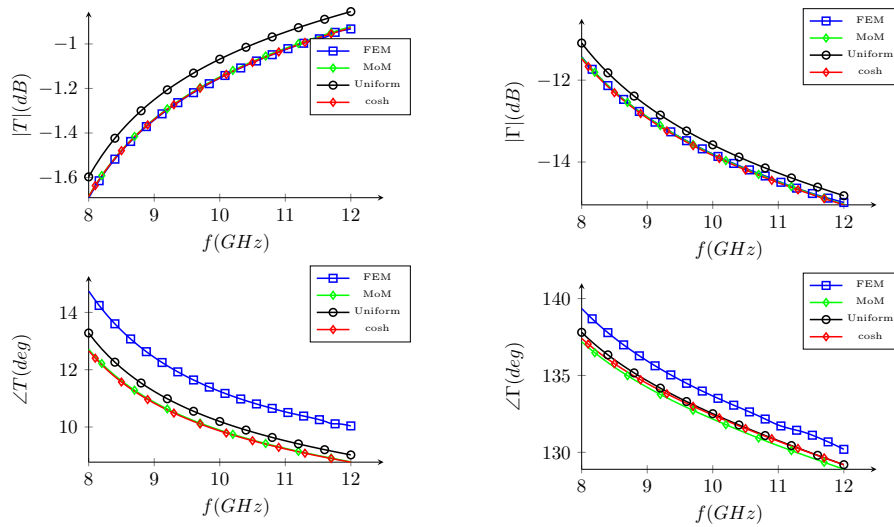 −1
−1.2
−1.4
−1.6
|T|(dB)
8 9 10 11 12
f(GHz)
FEM
MoM
Uniform
cosh
−12
−14
|Γ|(dB)
8 9 10 11 12
f(GHz)
FEM
MoM
Uniform
cosh
14
12
10
∠T(deg)
8 9 10 11 12
f(GHz)
FEM
MoM
Uniform
cosh
140
135
130
∠Γ(deg)
8 9 10 11 12
f(GHz)
FEM
MoM
Uniform
cosh